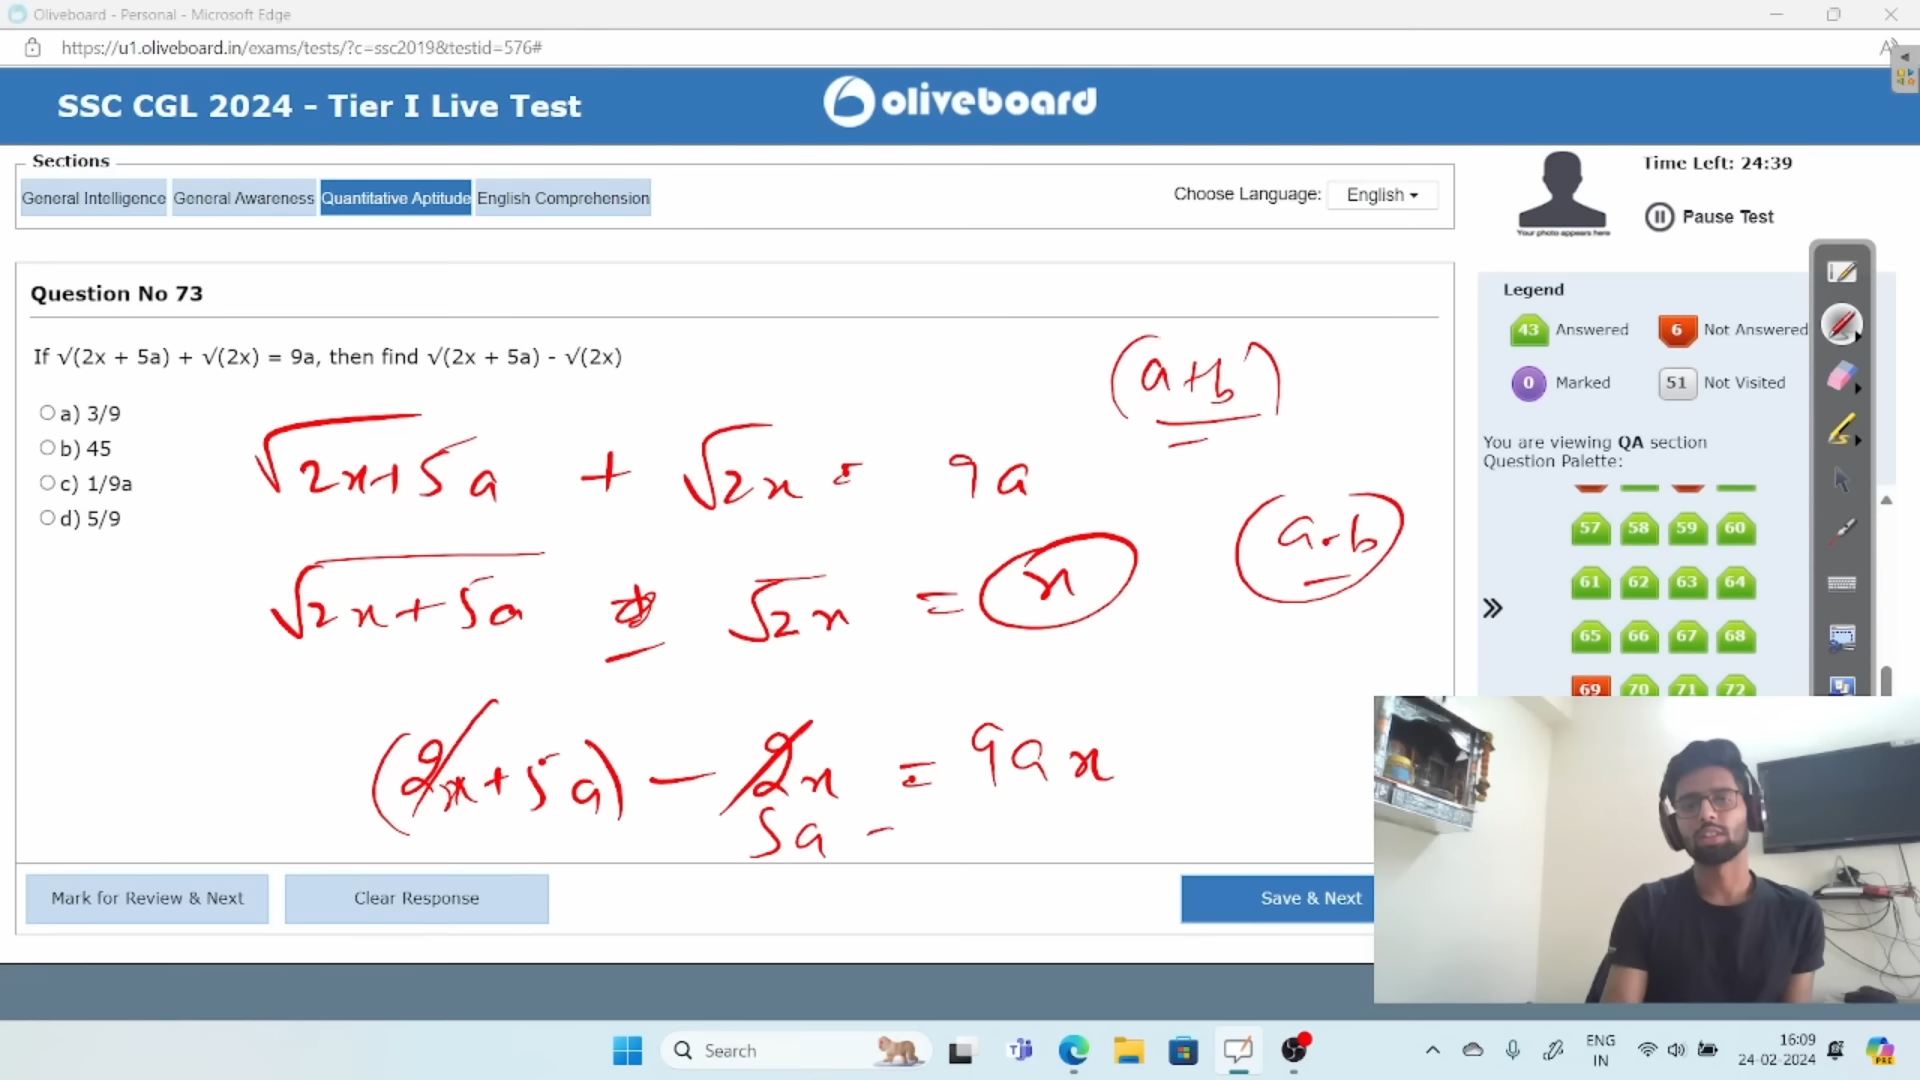 Oliveboard - Personal - Microsoft Edge
https://u1.oliveboard.in/exams/tests/?c=ssc2019&testid=576#
SSC CGL 2024 - Tier I Live Test
oliveboard
Sections
General Intelligence General Awareness Quantitative Aptitude English Comprehension
Choose Language: English
Time Left: 24:39
Pause Test
Your photo appears here
Question No 73
If √(2x + 5a) + √(2x) = 9a, then find √(2x + 5a) - √(2x)
a) 3/9
b) 45
c) 1/9a
d) 5/9
(a+b)
√2x+5a + √2x = 9a
a-b
√2x+5a √2x = x
(2x+5a) - 2x = 9ax
5a -
Legend
43 Answered 6 Not Answered
0 Marked 51 Not Visited
You are viewing QA section
Question Palette:
57 58 59 60
61 62 63 64
65 66 67 68
69 70 71 72
Mark for Review & Next Clear Response Save & Next
Search
ENG
IN
16:09
24-02-2024
PRE